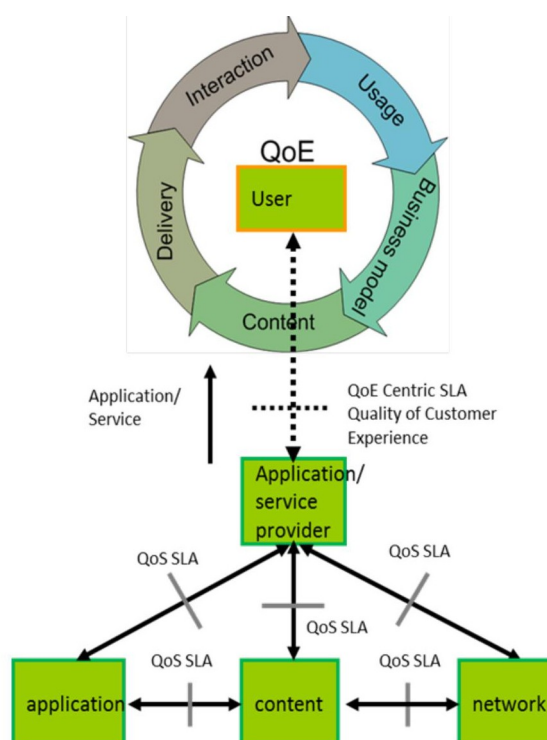 Interaction
Usage
QoE
User
Delivery
Business model
Content
Application/
Service
QoE Centric SLA
Quality of Customer
Experience
Application/
service
provider
QoS SLA
QoS SLA
QoS SLA
QoS SLA
QoS SLA
application
content
network